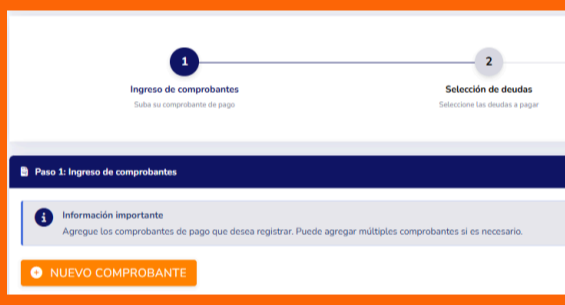 1
2
Ingreso de comprobantes
Selección de deudas
Suba su comprobante de pago
Seleccione las deudas a pagar
Paso 1: Ingreso de comprobantes
Información importante
Agregue los comprobantes de pago que desea registrar. Puede agregar múltiples comprobantes si es necesario.
NUEVO COMPROBANTE